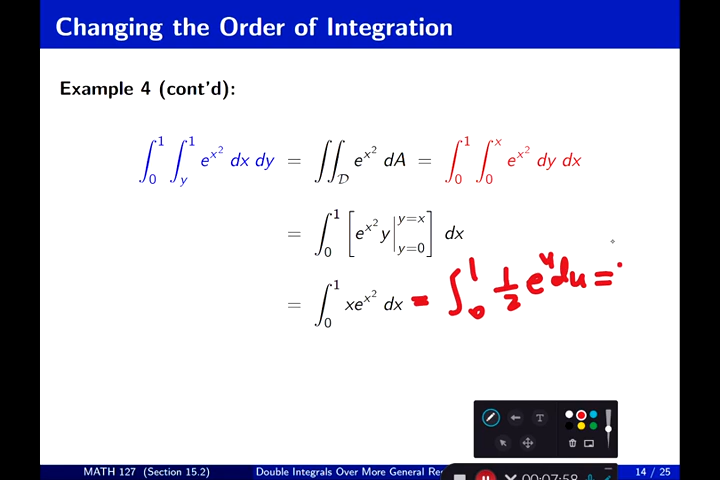 Changing the Order of Integration
Example 4 (cont'd):
∫₀¹ ∫_y¹ e^{x²} dx dy = ∬_𝒟 e^{x²} dA = ∫₀¹ ∫₀ˣ e^{x²} dy dx
= ∫₀¹ [e^{x²} y|_{y=0}^{y=x}] dx
= ∫₀¹ xe^{x²} dx = ∫₀¹ ½ e^u du =
T
MATH 127 (Section 15.2) Double Integrals Over More General 14 / 25
00:07:58